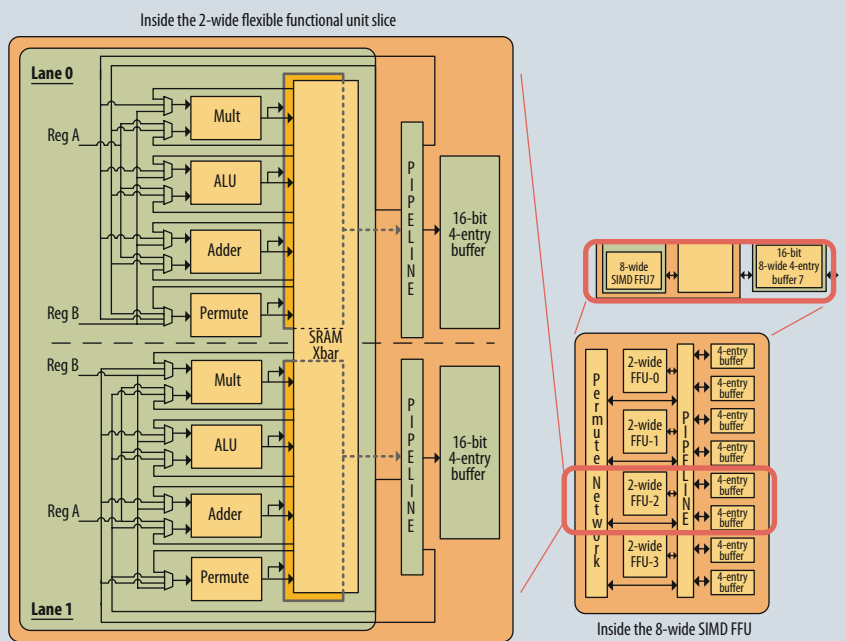 Inside the 2-wide flexible functional unit slice
Lane 0
Reg A
Mult
ALU
Adder
Reg B
Permute
SRAM
Xbar
PIPELINE
16-bit
4-entry
buffer
Reg B
Mult
ALU
Reg A
Adder
Permute
Lane 1
PIPELINE
16-bit
4-entry
buffer
8-wide
SIMD FFU7
16-bit
8-wide 4-entry
buffer 7
Permute Network
2-wide
FFU-0
2-wide
FFU-1
2-wide
FFU-2
2-wide
FFU-3
PIPELINE
4-entry
buffer
4-entry
buffer
4-entry
buffer
4-entry
buffer
4-entry
buffer
4-entry
buffer
4-entry
buffer
4-entry
buffer
Inside the 8-wide SIMD FFU